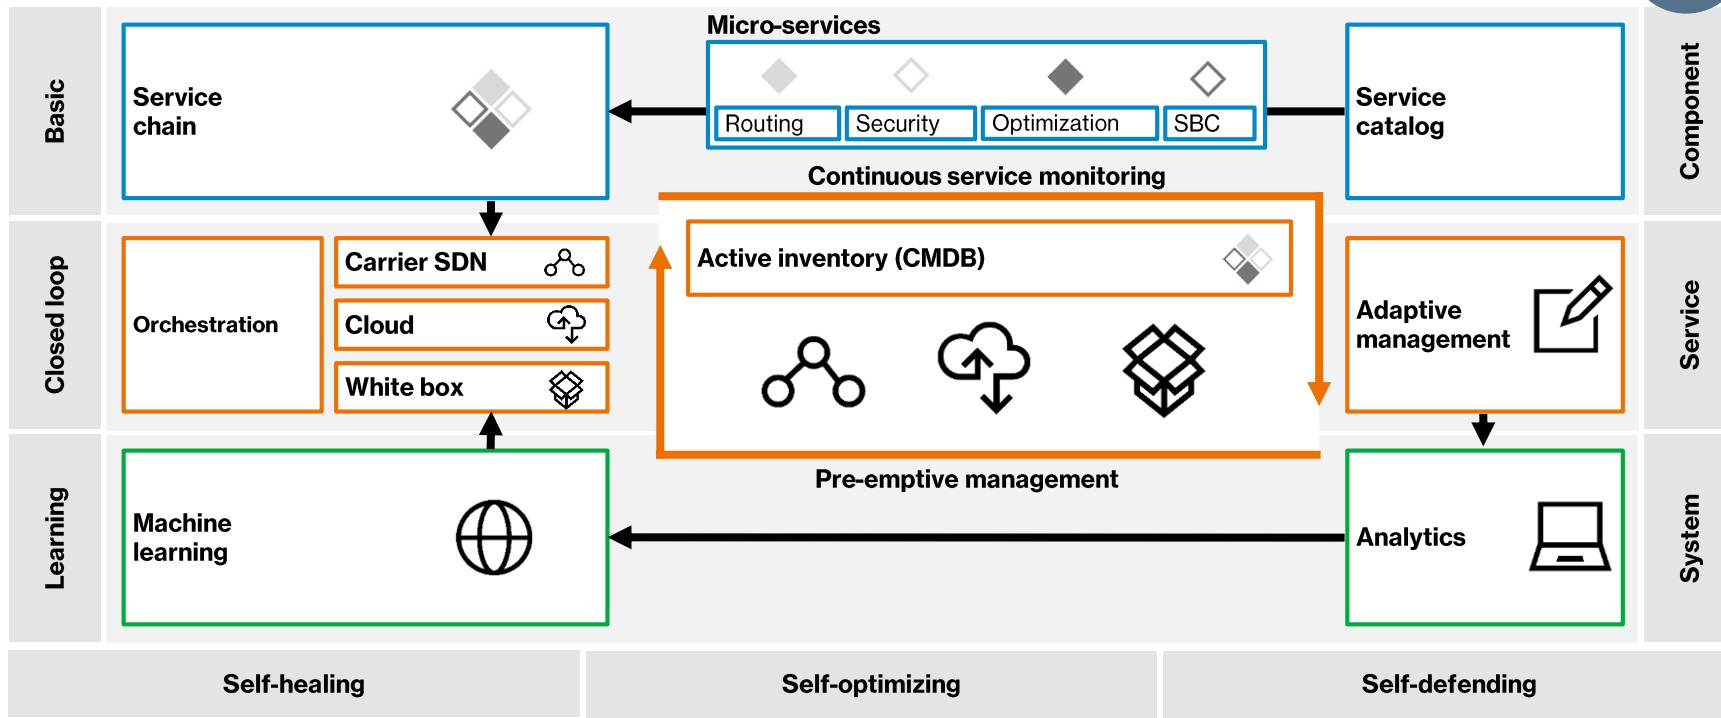 Micro-services
Basic
Service
chain
Routing
Security
Optimization
SBC
Service
catalog
Component
Continuous service monitoring
Closed loop
Orchestration
Carrier SDN
Cloud
White box
Active inventory (CMDB)
Adaptive
management
Service
Pre-emptive management
Learning
Machine
learning
Analytics
System
Self-healing
Self-optimizing
Self-defending